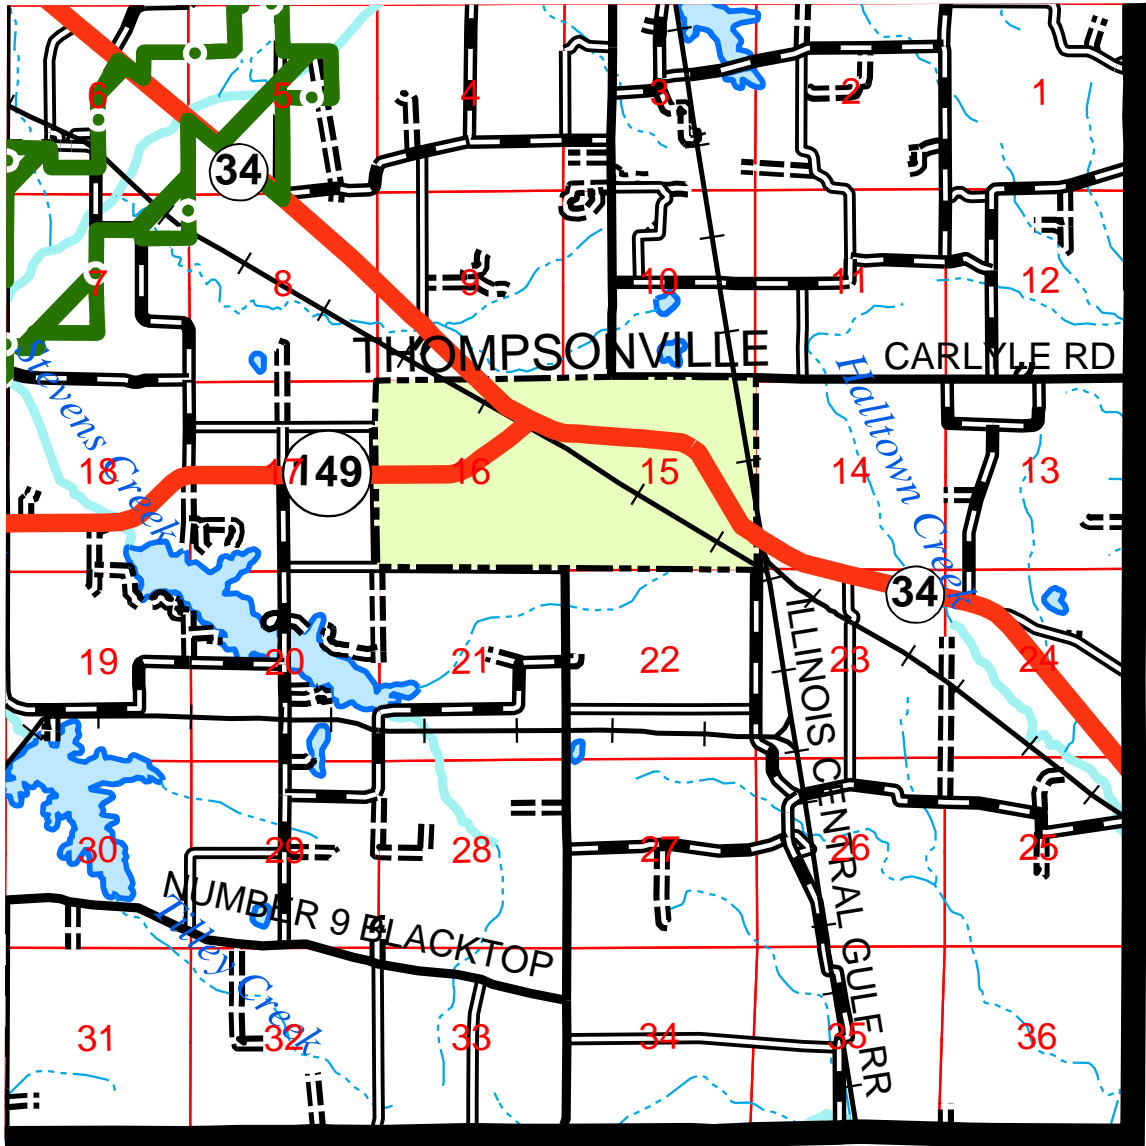 6 5 4 3 2 1
34
7 8 9 10 11 12
THOMPSONVILLE
CARLYLE RD
Stevens Creek
Halltown Creek
18 17 149 16 15 14 13
34
19 20 21 22 23 24
ILLINOIS CENTRAL GULF RR
30 29 28 27 26 25
NUMBER 9 BLACKTOP
Tilley Creek
31 32 33 34 35 36